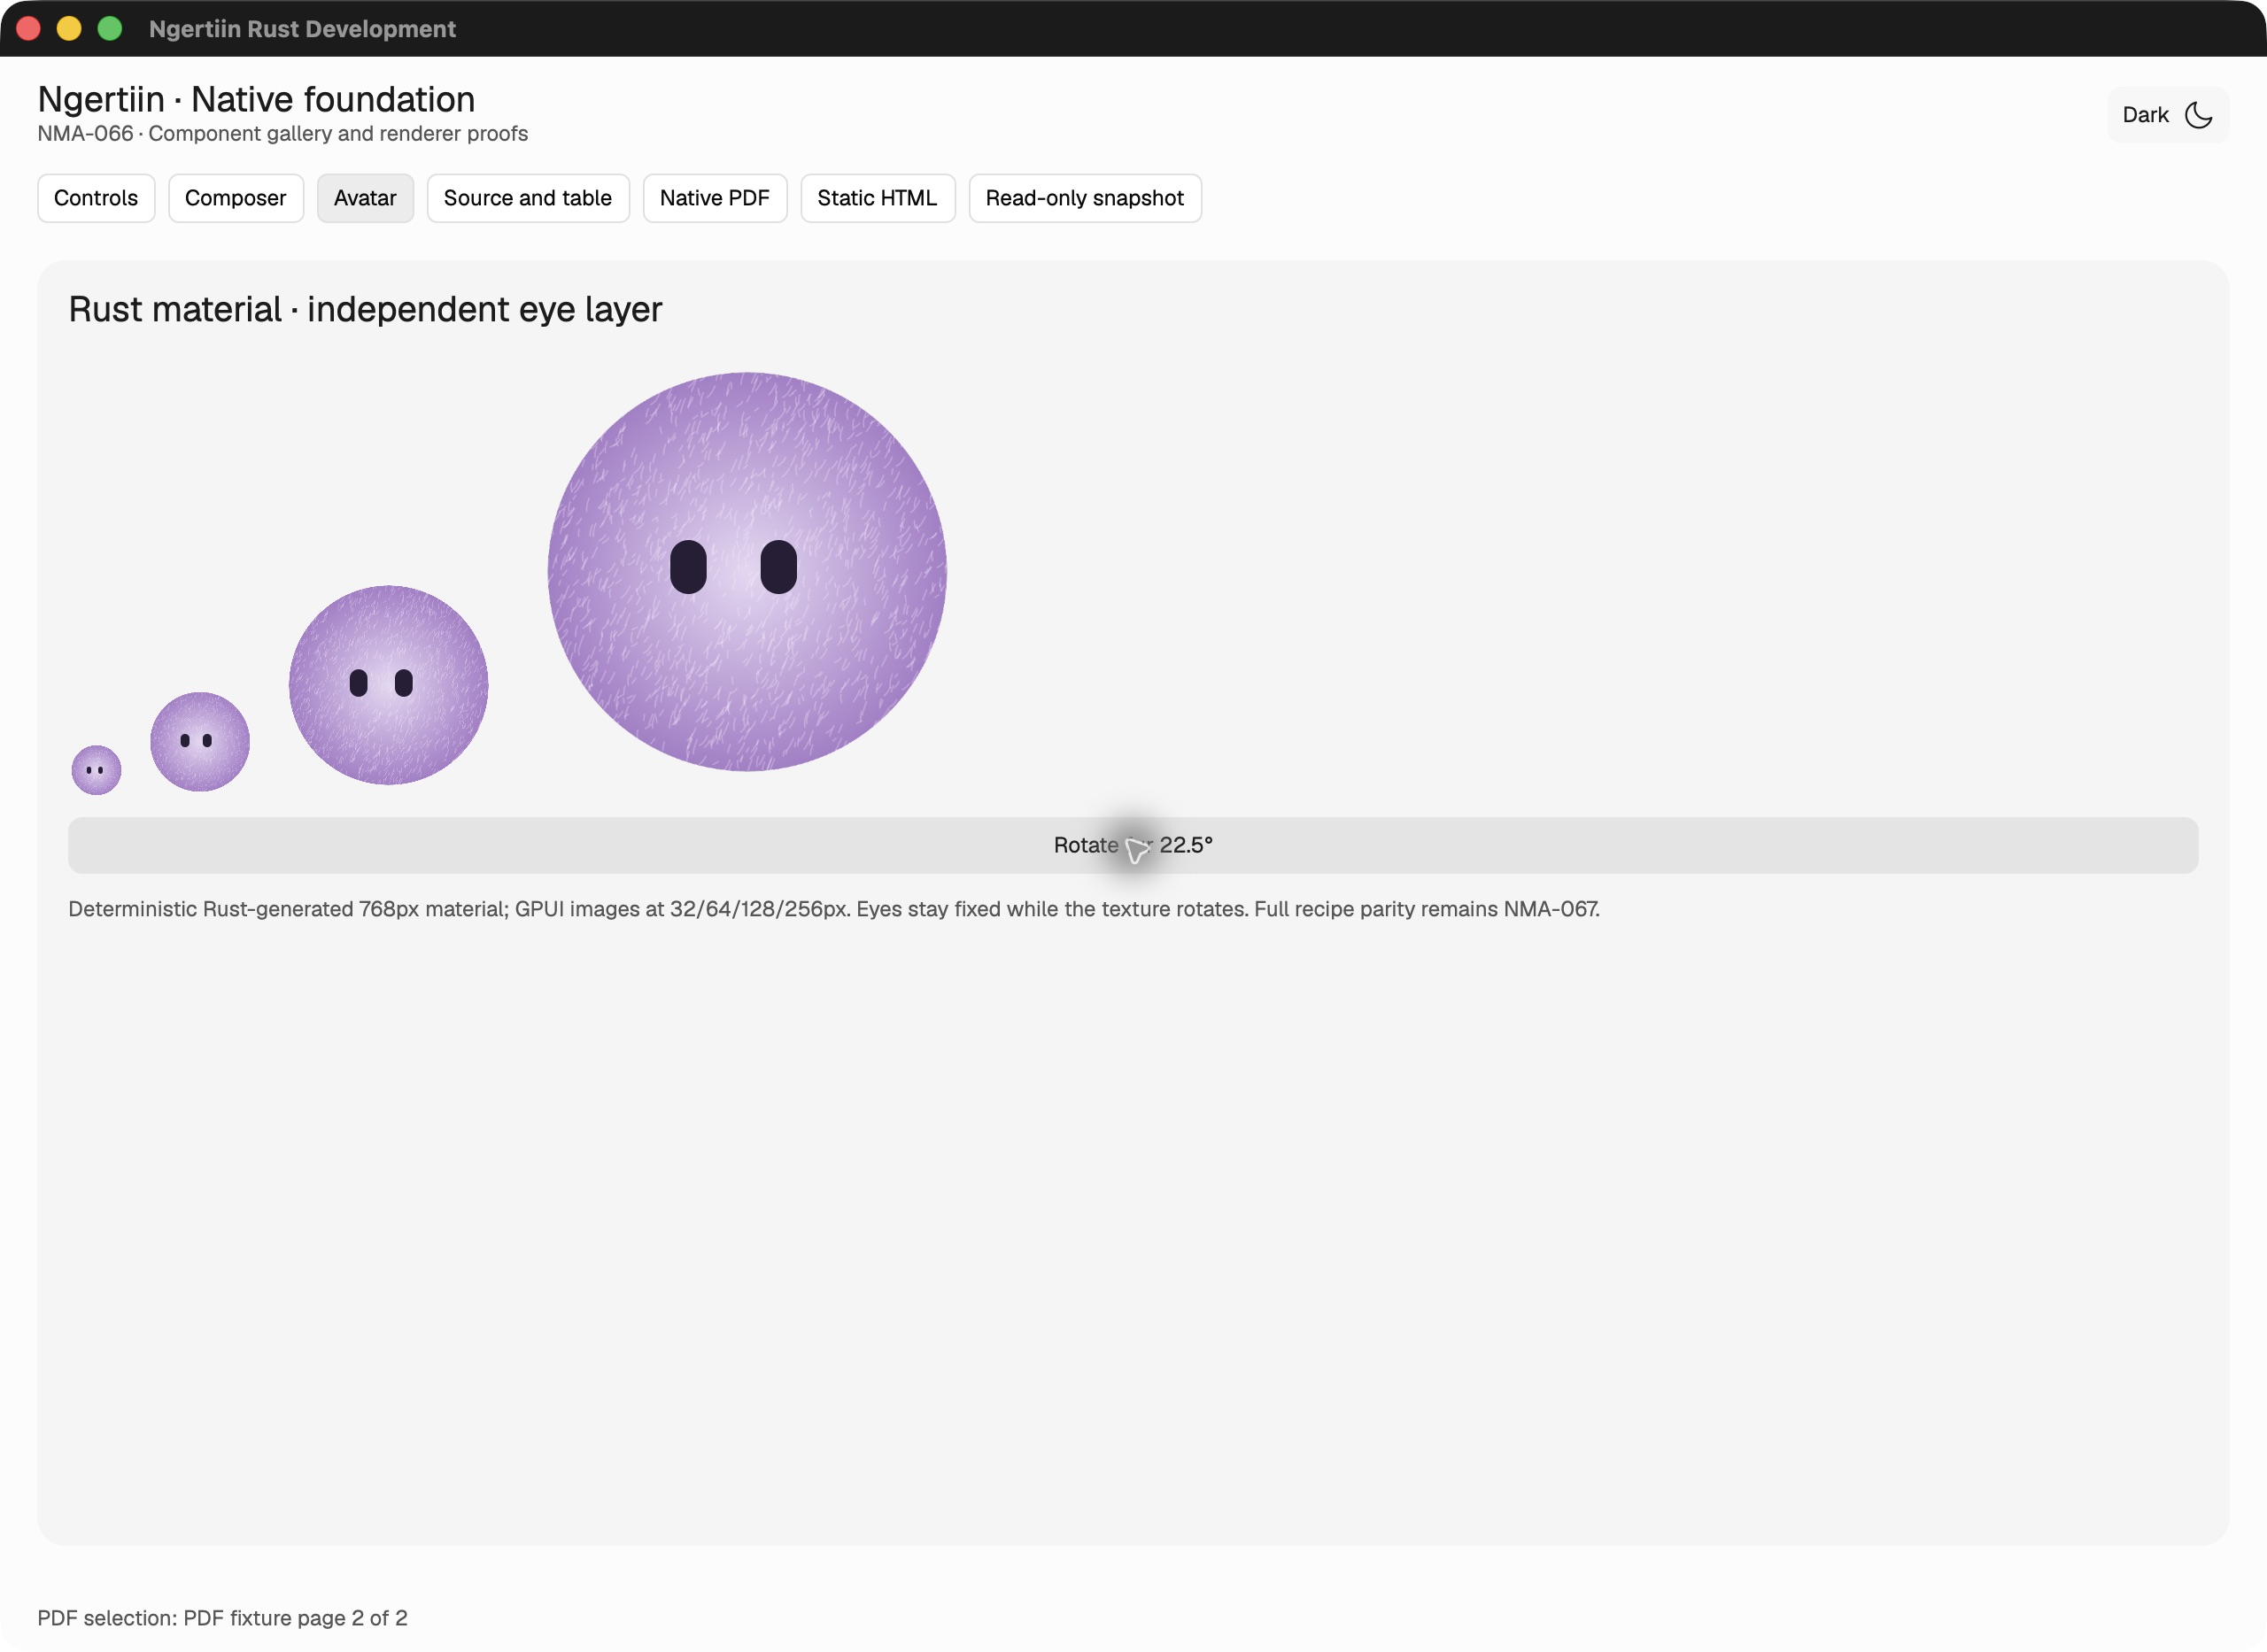 Ngertiin Rust Development
Ngertiin · Native foundation
NMA-066 · Component gallery and renderer proofs
Dark
Controls
Composer
Avatar
Source and table
Native PDF
Static HTML
Read-only snapshot
Rust material · independent eye layer
Rotate 22.5°
Deterministic Rust-generated 768px material; GPUI images at 32/64/128/256px. Eyes stay fixed while the texture rotates. Full recipe parity remains NMA-067.
PDF selection: PDF fixture page 2 of 2